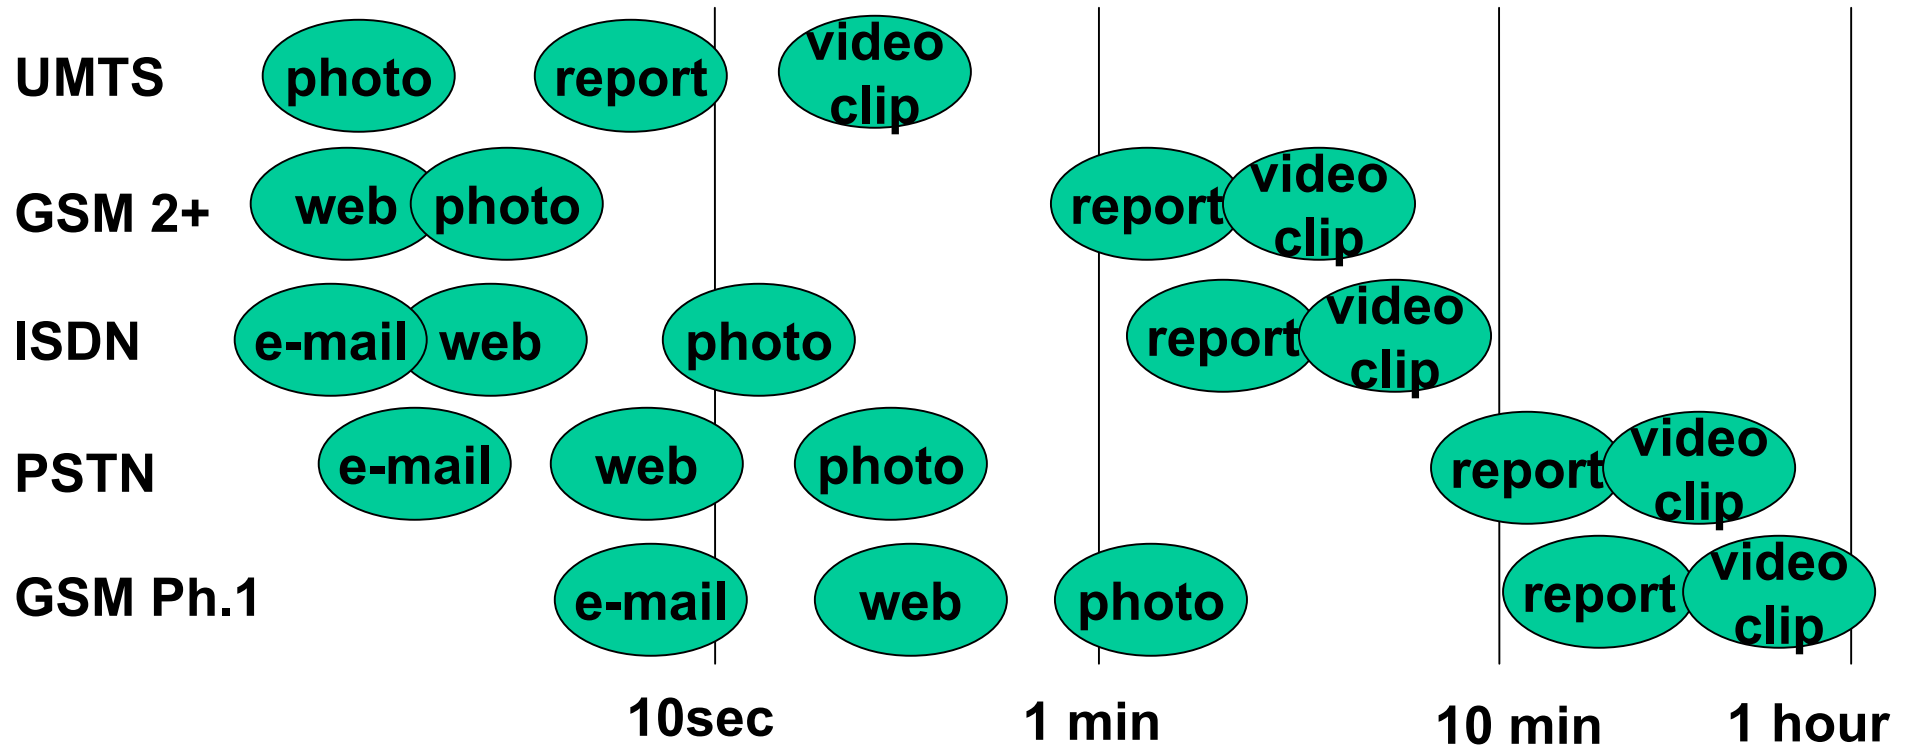 UMTS photo report video
clip
GSM 2+ web photo report video
clip
ISDN e-mail web photo report video
clip
PSTN e-mail web photo report video
clip
GSM Ph.1 e-mail web photo report video
clip
10sec 1 min 10 min 1 hour